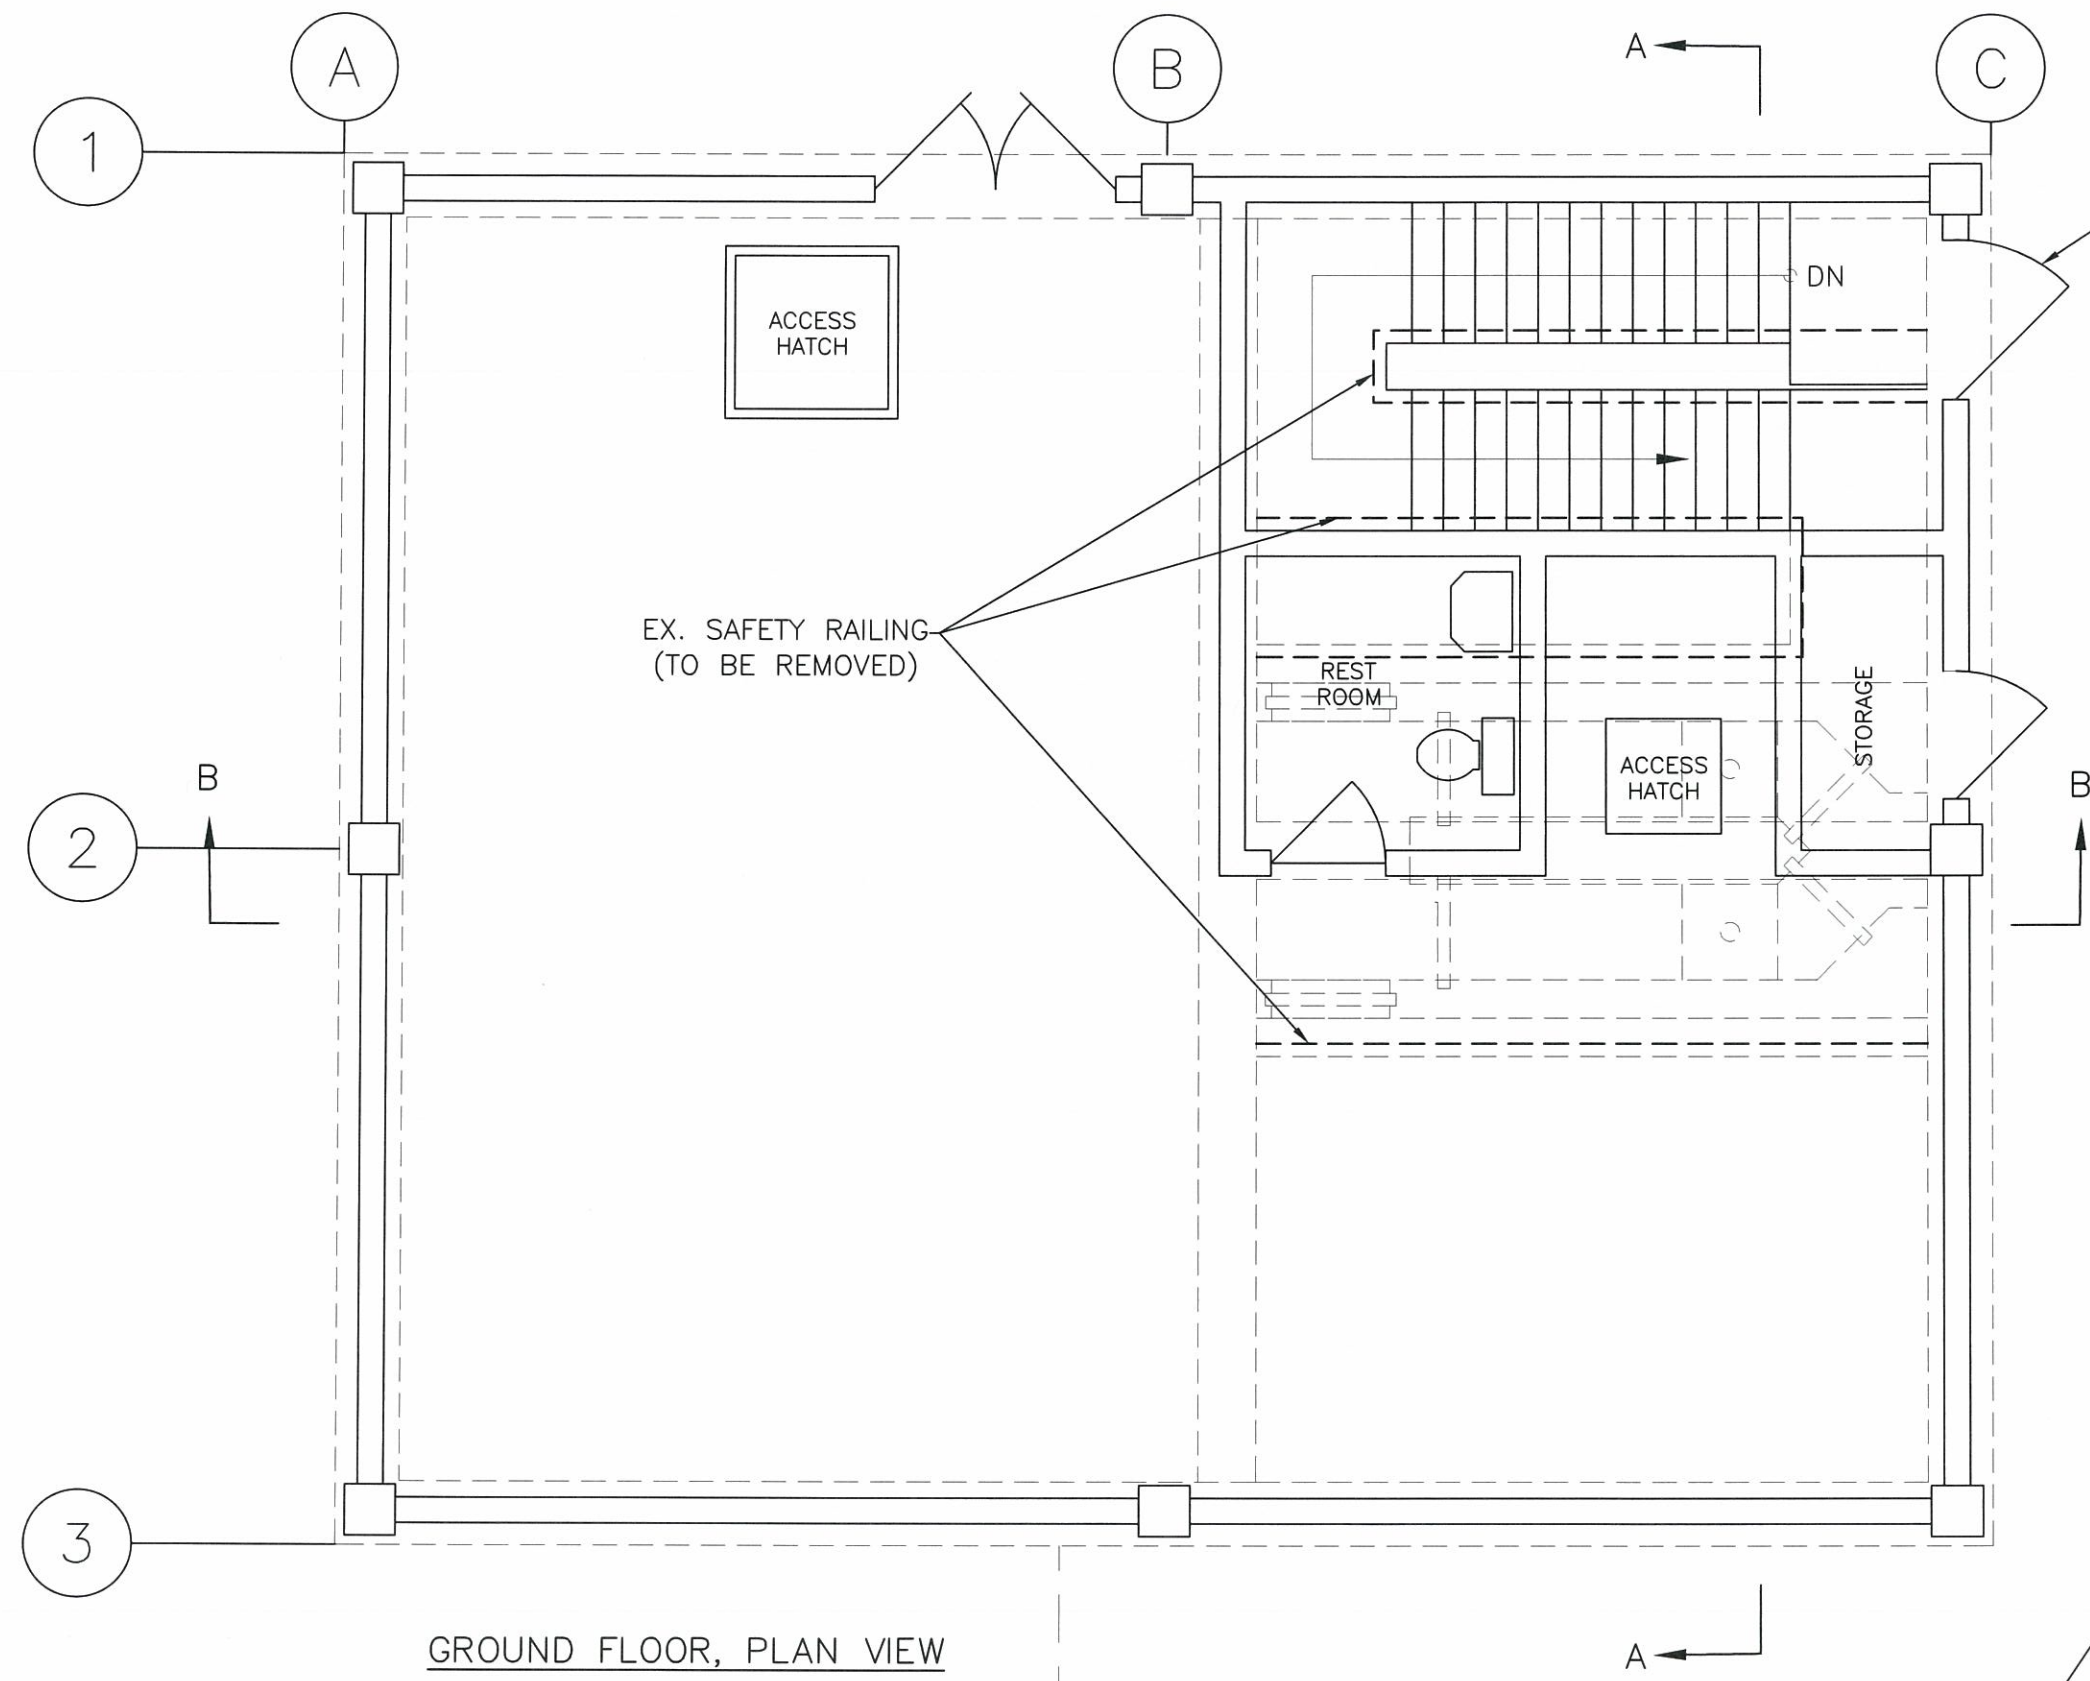 A
B
A
C
1
DN
ACCESS
HATCH
EX. SAFETY RAILING
(TO BE REMOVED)
REST
ROOM
STORAGE
ACCESS
HATCH
B
B
2
3
GROUND FLOOR, PLAN VIEW
A